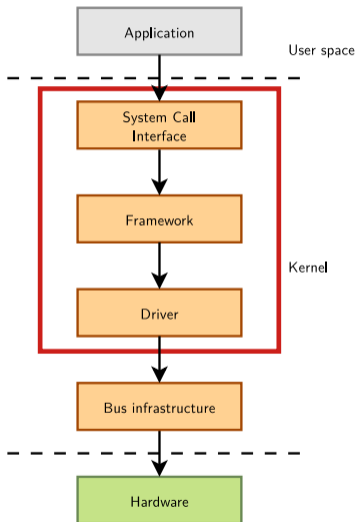 Application
User space
System Call
Interface
Framework
Kernel
Driver
Bus infrastructure
Hardware